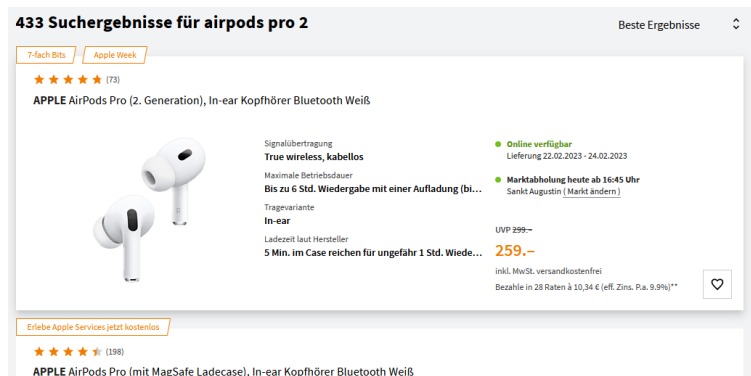 433 Suchergebnisse für airpods pro 2
Beste Ergebnisse
7-fach Bits
Apple Week
(73)
APPLE AirPods Pro (2. Generation), In-ear Kopfhörer Bluetooth Weiß
Signalübertragung
True wireless, kabellos
Maximale Betriebsdauer
Bis zu 6 Std. Wiedergabe mit einer Aufladung (bi...
Tragevariante
In-ear
Ladezeit laut Hersteller
5 Min. im Case reichen für ungefähr 1 Std. Wiede...
Online verfügbar
Lieferung 22.02.2023 - 24.02.2023
Marktabholung heute ab 16:45 Uhr
Sankt Augustin ( Markt ändern )
UVP 299.–
259.–
inkl. MwSt. versandkostenfrei
Bezahle in 28 Raten à 10,34 € (eff. Zins. P.a. 9.9%)**
Erlebe Apple Services jetzt kostenlos
(198)
APPLE AirPods Pro (mit MagSafe Ladecase), In-ear Kopfhörer Bluetooth Weiß